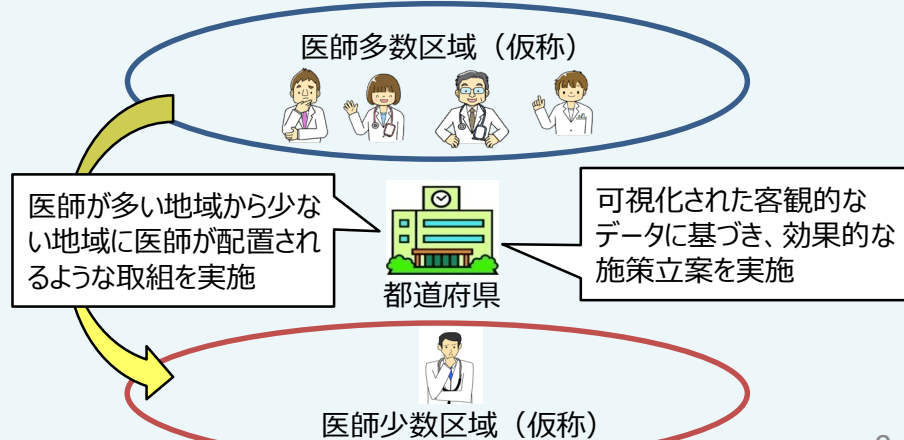 医師多数区域（仮称）
医師が多い地域から少な
い地域に医師が配置され
るような取組を実施
可視化された客観的な
データに基づき、効果的な
施策立案を実施
都道府県
医師少数区域（仮称）